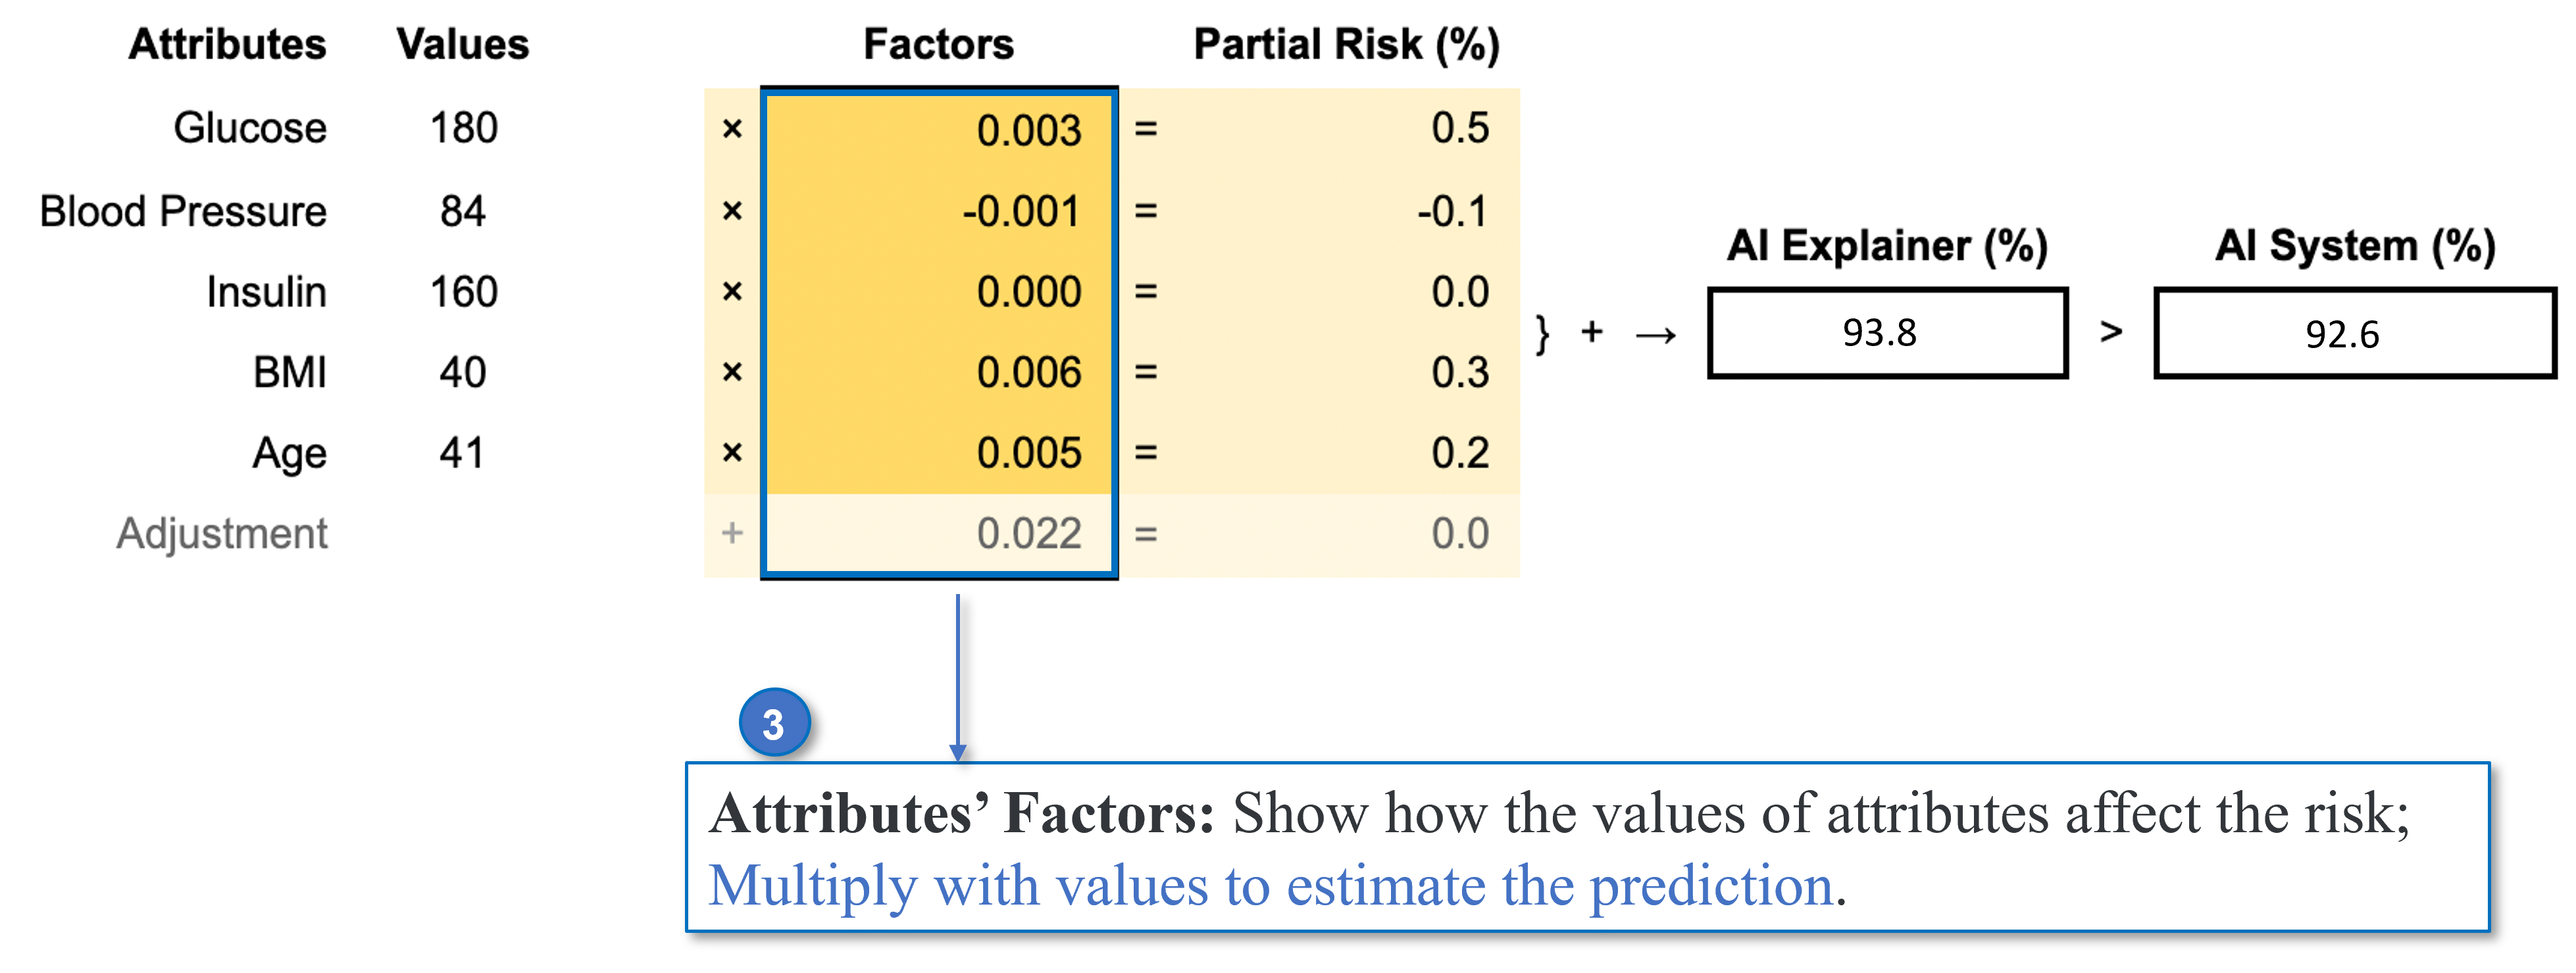 Attributes Values Factors Partial Risk (%)
Glucose 180 × 0.003 = 0.5
Blood Pressure 84 × -0.001 = -0.1
AI Explainer (%) AI System (%)
Insulin 160 × 0.000 = 0.0
} + → 93.8 > 92.6
BMI 40 × 0.006 = 0.3
Age 41 × 0.005 = 0.2
Adjustment + 0.022 = 0.0
3
Attributes’ Factors: Show how the values of attributes affect the risk;
Multiply with values to estimate the prediction.